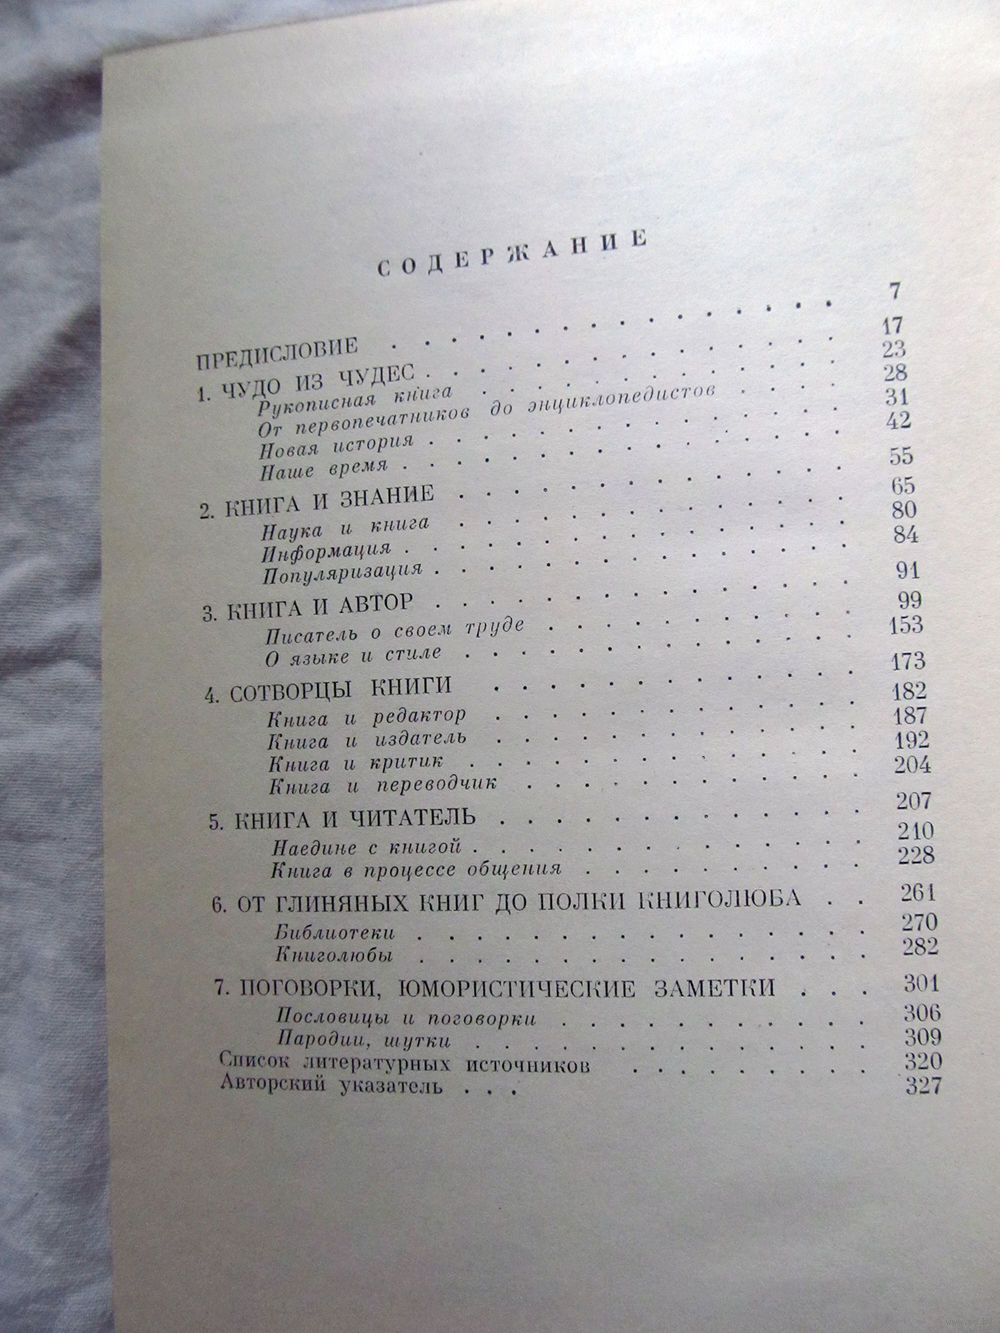 СОДЕРЖАНИЕ
ПРЕДИСЛОВИЕ . . . . . . . . . . . . . . . . 7
1. ЧУДО ИЗ ЧУДЕС . . . . . . . . . . . . . . . 17
Рукописная книга . . . . . . . . . . . . . 23
От первопечатников до энциклопедистов . . . . 28
Новая история . . . . . . . . . . . . . . . 31
Наше время . . . . . . . . . . . . . . . . 42
2. КНИГА И ЗНАНИЕ . . . . . . . . . . . . . . 55
Наука и книга . . . . . . . . . . . . . . 65
Информация . . . . . . . . . . . . . . . . 80
Популяризация . . . . . . . . . . . . . . . 84
3. КНИГА И АВТОР . . . . . . . . . . . . . . . 91
Писатель о своем труде . . . . . . . . . . . 99
О языке и стиле . . . . . . . . . . . . . . 153
4. СОТВОРЦЫ КНИГИ . . . . . . . . . . . . . 173
Книга и редактор . . . . . . . . . . . . . 182
Книга и издатель . . . . . . . . . . . . . 187
Книга и критик . . . . . . . . . . . . . . 192
Книга и переводчик . . . . . . . . . . . . 204
5. КНИГА И ЧИТАТЕЛЬ . . . . . . . . . . . . . 207
Наедине с книгой . . . . . . . . . . . . . . 210
Книга в процессе общения . . . . . . . . . . 228
6. ОТ ГЛИНЯНЫХ КНИГ ДО ПОЛКИ КНИГОЛЮБА . . 261
Библиотеки . . . . . . . . . . . . . . . . 270
Книголюбы . . . . . . . . . . . . . . . . 282
7. ПОГОВОРКИ, ЮМОРИСТИЧЕСКИЕ ЗАМЕТКИ . . . 301
Пословицы и поговорки . . . . . . . . . . . 306
Пародии, шутки . . . . . . . . . . . . . . 309
Список литературных источников . . . . . . . . . 320
Авторский указатель . . . 327